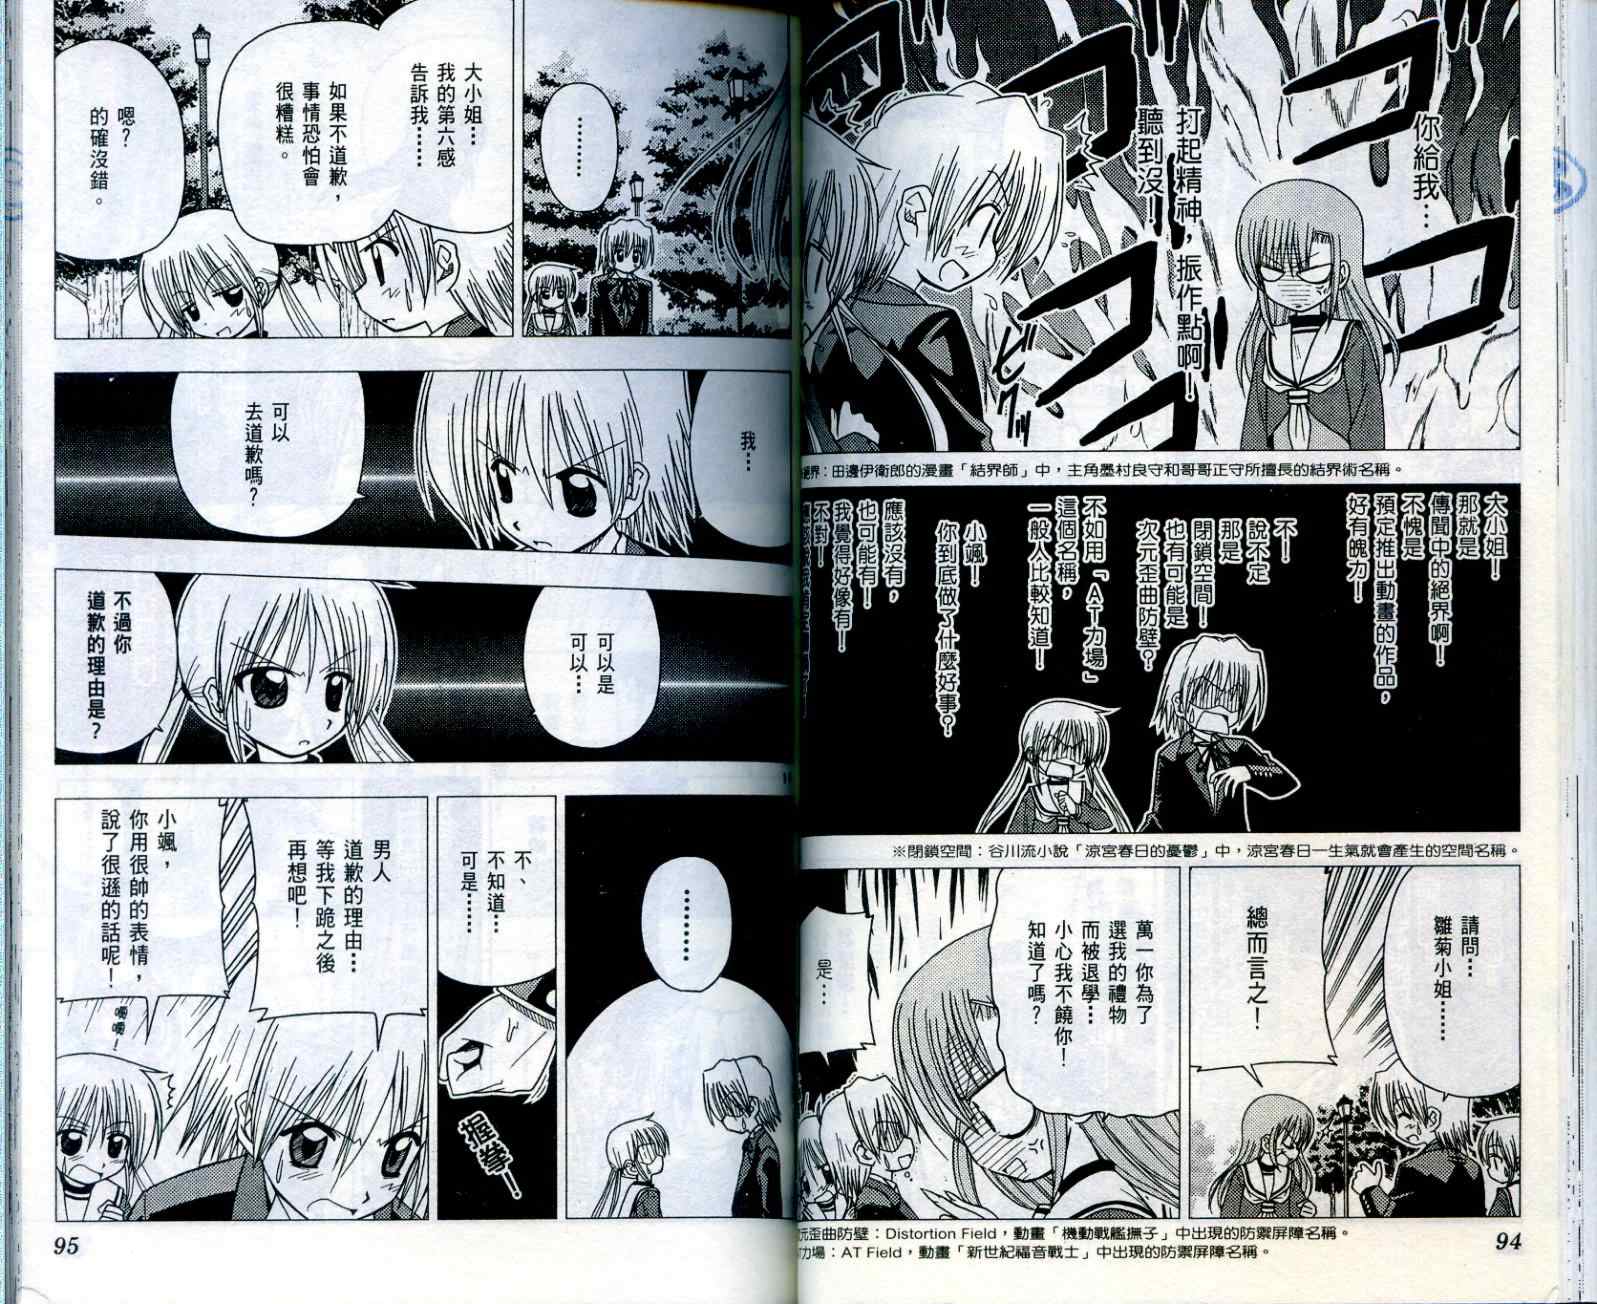 你給我…
打起精神，振作點啊！
聽到沒！
ゴゴゴゴゴ
界：田邊伊衛郎的漫畫「結界師」中，主角墨村良守和哥哥正守所擅長的結界術名稱。
大小姐！
那就是
傳聞中的絕界啊！
不愧是
預定推出動畫的作品，
好有魄力！
不！
說不定
那是
閉鎖空間！
也有可能是
次元歪曲防壁？
不如用「AT力場」
這個名稱，
一般人比較知道！
小颯！
你到底做了什麼好事？
應該沒有，
也可能有！
我覺得好像有！
不對！
※閉鎖空間：谷川流小說「涼宮春日的憂鬱」中，涼宮春日一生氣就會產生的空間名稱。
請問…
雛菊小姐……
總而言之！
萬一你為了
選我的禮物
而被退學…
小心我不饒你！
知道了嗎？
是…
歪曲防壁：Distortion Field，動畫「機動戰艦撫子」中出現的防禦屏障名稱。
力場：AT Field，動畫「新世紀福音戰士」中出現的防禦屏障名稱。
94
………
大小姐…
我的第六感
告訴我……
如果不道歉，
事情恐怕會
很糟糕。
嗯？
的確沒錯。
我…
可以
去道歉嗎？
可以是
可以…
不過你
道歉的理由是？
………
不、
不知道…
可是……
握拳！
男人
道歉的理由…
等我下跪之後
再想吧！
小颯，
你用很帥的表情，
說了很遜的話呢！
95